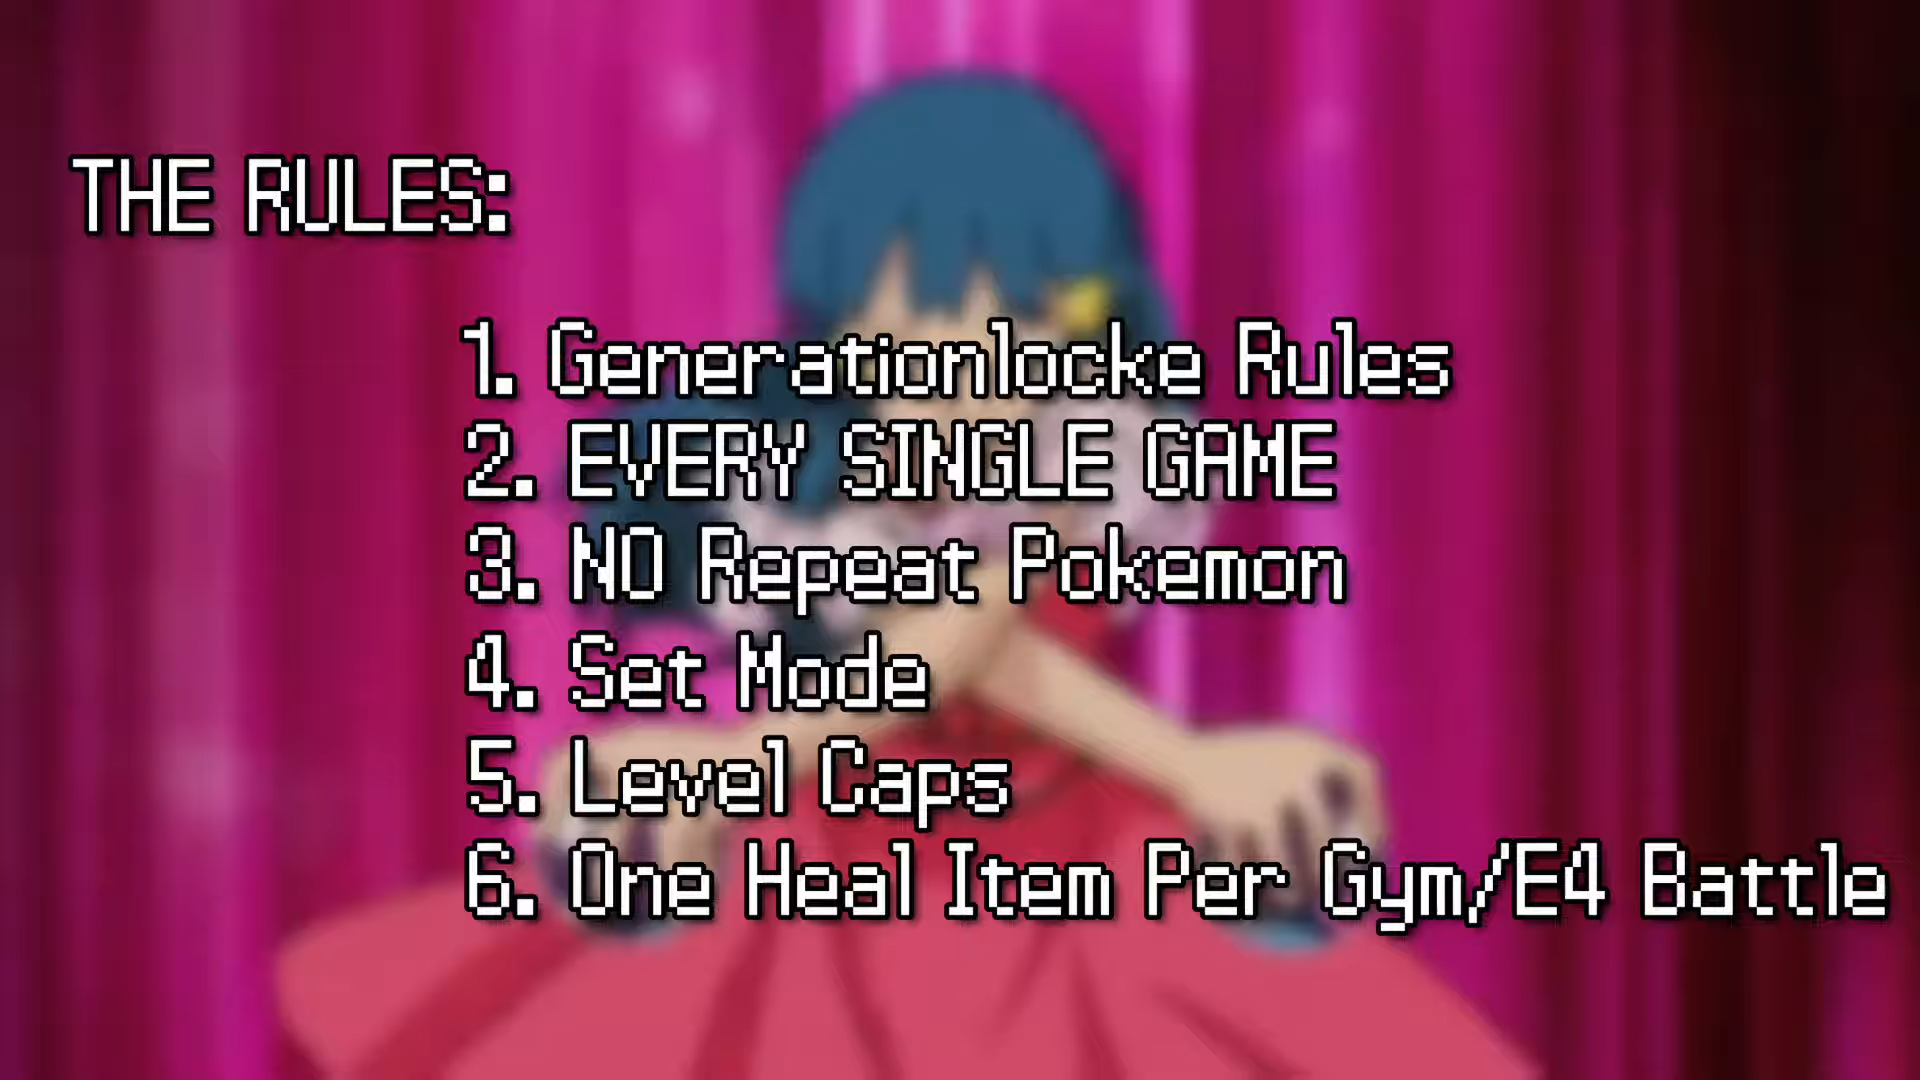 THE RULES:
1. Generationlocke Rules
2. EVERY SINGLE GAME
3. NO Repeat Pokemon
4. Set Mode
5. Level Caps
6. One Heal Item Per Gym/E4 Battle